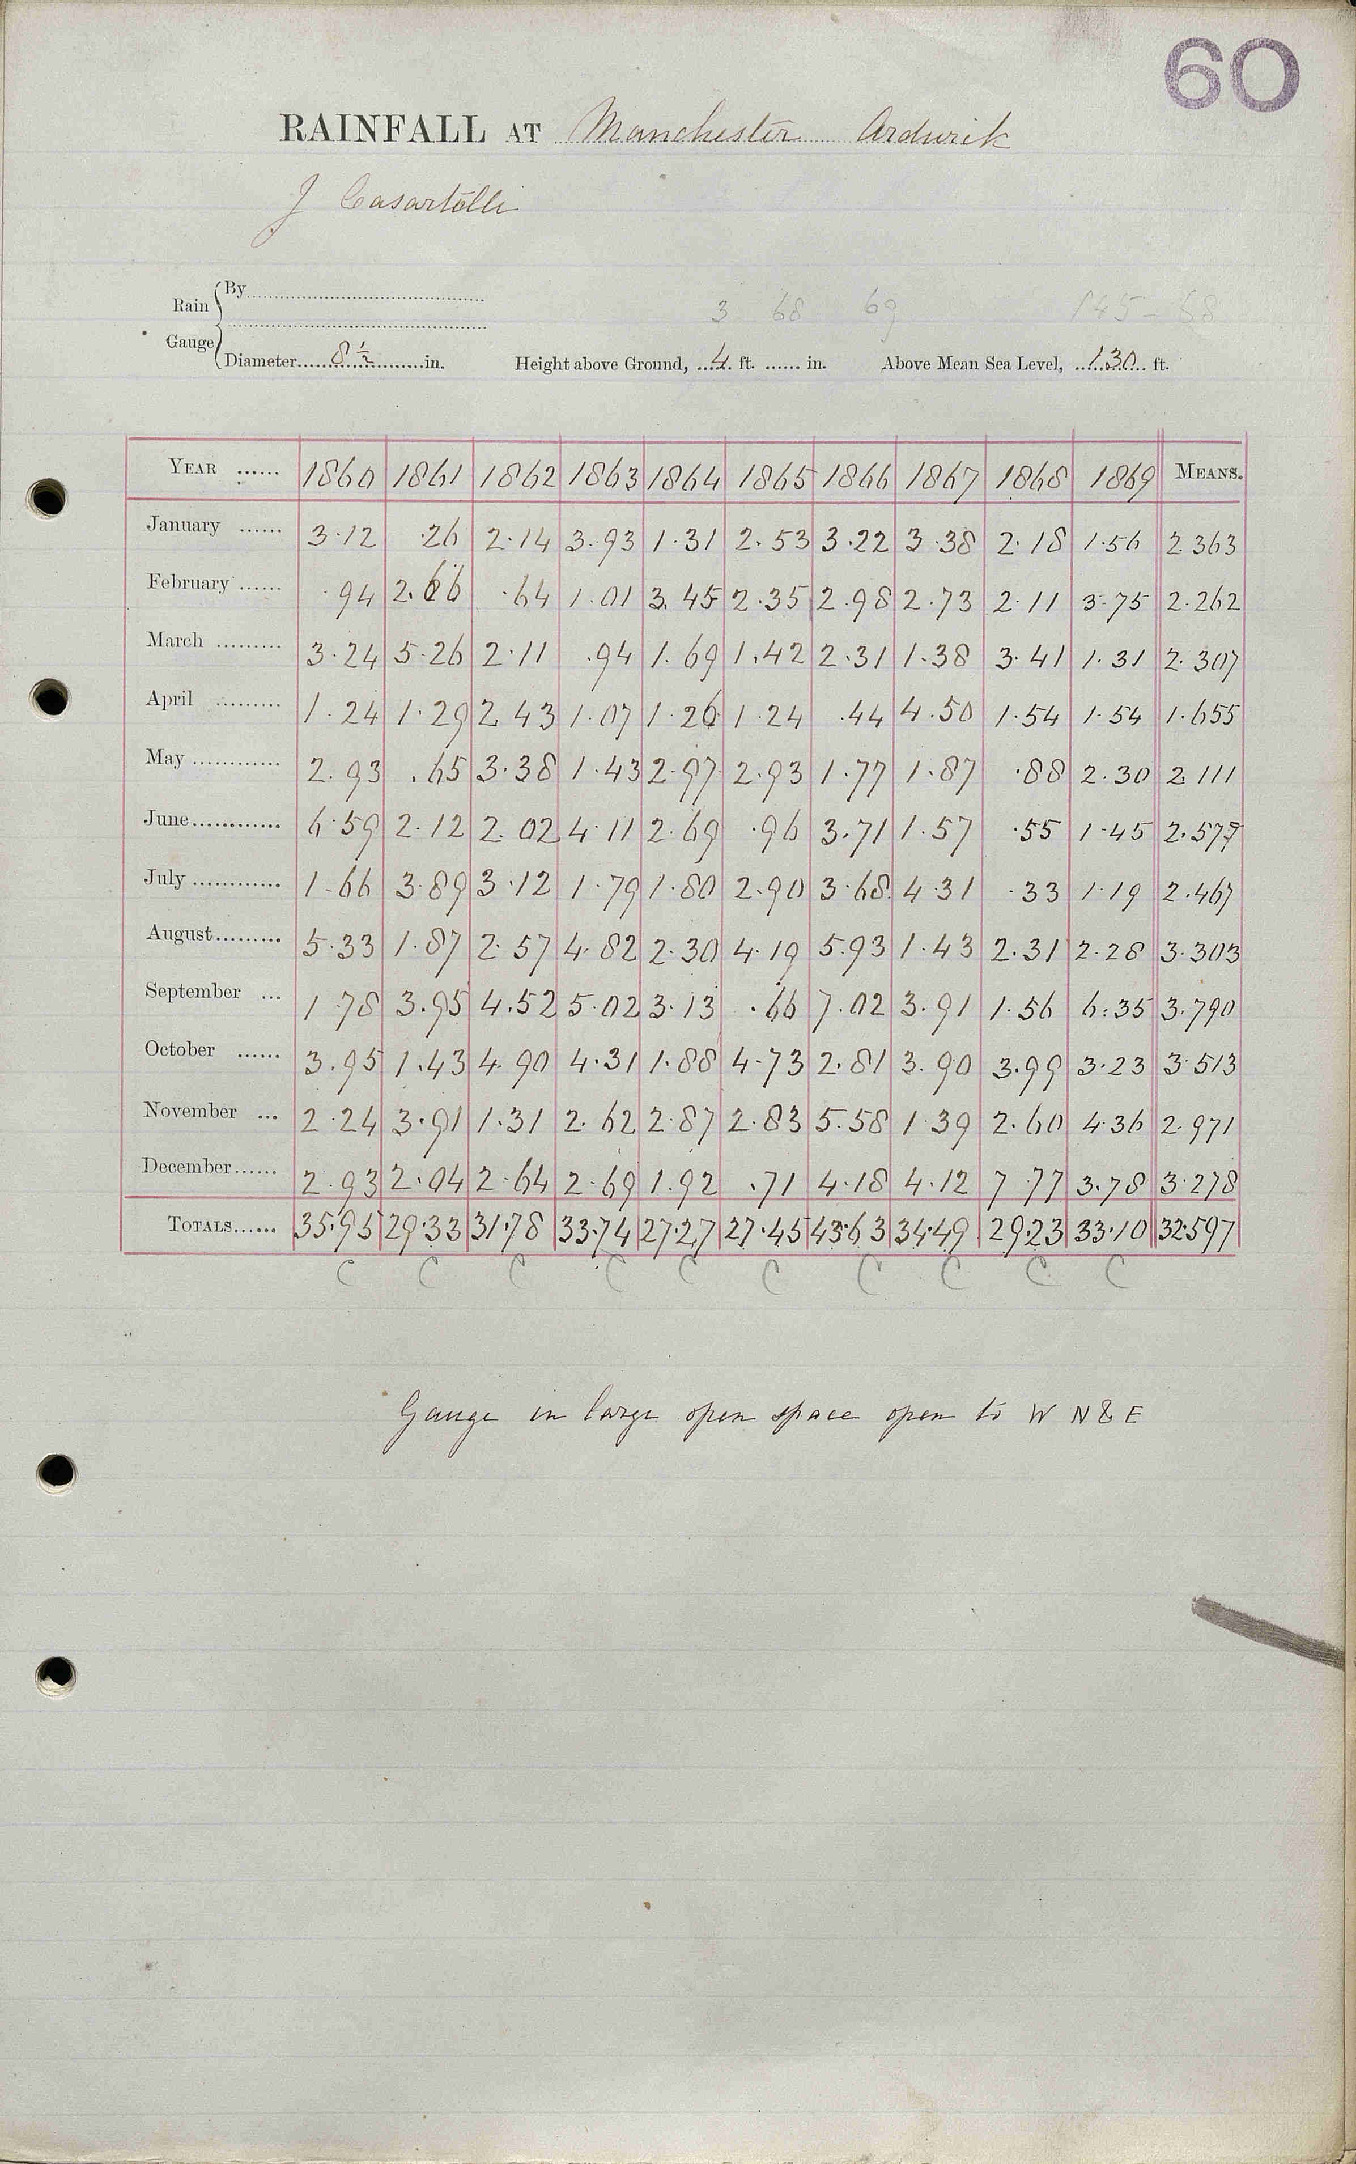 60
RAINFALL AT Manchester Ardwick
J Casartelli
Rain Gauge
By
3 68 69 145 - 68
Diameter 8½ in. Height above Ground, 4 ft. in. Above Mean Sea Level, 130 ft.
YEAR 1860 1861 1862 1863 1864 1865 1866 1867 1868 1869 MEANS.
January 3.12 .26 2.14 3.93 1.31 2.53 3.22 3.38 2.18 1.56 2.363
February .94 2.66 .64 1.01 3.45 2.35 2.98 2.73 2.11 3.75 2.262
March 3.24 5.26 2.11 .94 1.69 1.42 2.31 1.38 3.41 1.31 2.307
April 1.24 1.29 2.43 1.07 1.26 1.24 .44 4.50 1.54 1.54 1.655
May 2.93 .65 3.38 1.43 2.97 2.93 1.77 1.87 .88 2.30 2.111
June 6.59 2.12 2.02 4.11 2.69 .96 3.71 1.57 .55 1.45 2.577
July 1.66 3.89 3.12 1.79 1.80 2.90 3.68 4.31 .33 1.19 2.467
August 5.33 1.87 2.57 4.82 2.30 4.19 5.93 1.43 2.31 2.28 3.303
September 1.78 3.95 4.52 5.02 3.13 .66 7.02 3.91 1.56 6.35 3.790
October 3.95 1.43 4.90 4.31 1.88 4.73 2.81 3.90 3.99 3.23 3.513
November 2.24 3.91 1.31 2.62 2.87 2.83 5.58 1.39 2.60 4.36 2.971
December 2.93 2.04 2.64 2.69 1.92 .71 4.18 4.12 7.77 3.78 3.278
TOTALS 35.95 29.33 31.78 33.74 27.27 27.45 43.63 34.49 29.23 33.10 32.597
C C C C C C C C C C
Gauge in large open space open to W N & E